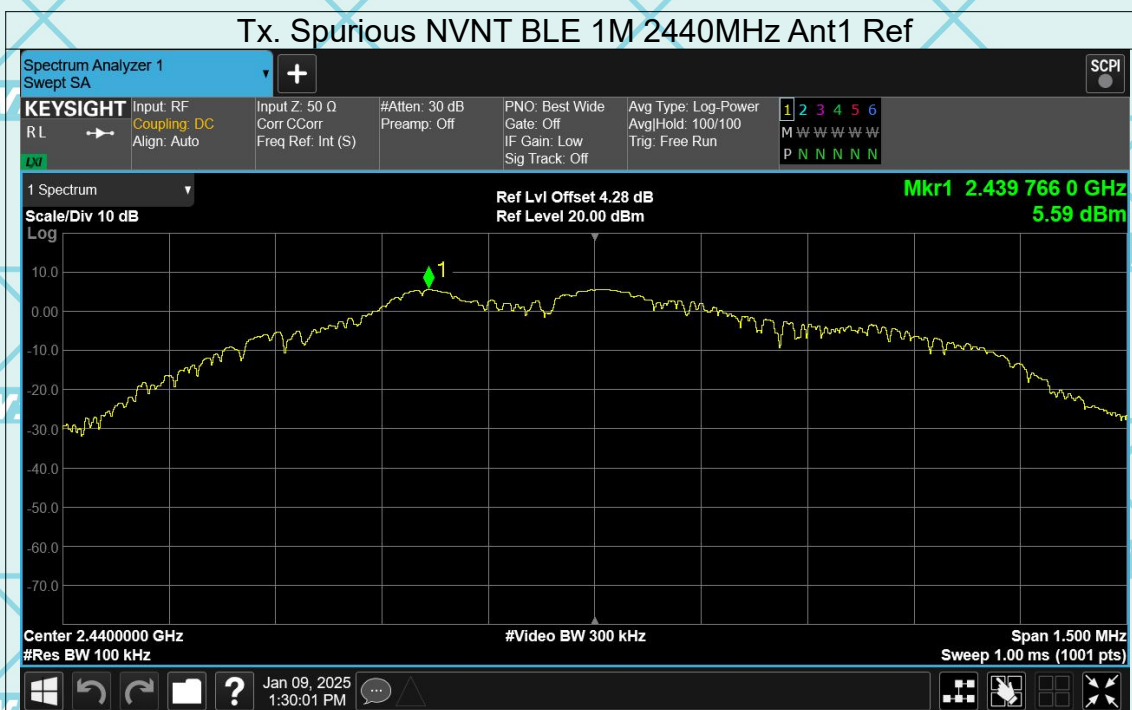 Tx. Spurious NVNT BLE 1M 2440MHz Ant1 Ref
Spectrum Analyzer 1
Swept SA
+
SCPI
KEYSIGHT
RL
LXI
Input: RF
Coupling: DC
Align: Auto
Input Z: 50 Ω
Corr CCorr
Freq Ref: Int (S)
#Atten: 30 dB
Preamp: Off
PNO: Best Wide
Gate: Off
IF Gain: Low
Sig Track: Off
Avg Type: Log-Power
Avg|Hold: 100/100
Trig: Free Run
1 2 3 4 5 6
M W W W W W
P N N N N N
1 Spectrum
Scale/Div 10 dB
Ref Lvl Offset 4.28 dB
Ref Level 20.00 dBm
Mkr1 2.439 766 0 GHz
5.59 dBm
Log
1
10.0
0.00
-10.0
-20.0
-30.0
-40.0
-50.0
-60.0
-70.0
Center 2.4400000 GHz
#Res BW 100 kHz
#Video BW 300 kHz
Span 1.500 MHz
Sweep 1.00 ms (1001 pts)
?
Jan 09, 2025
1:30:01 PM